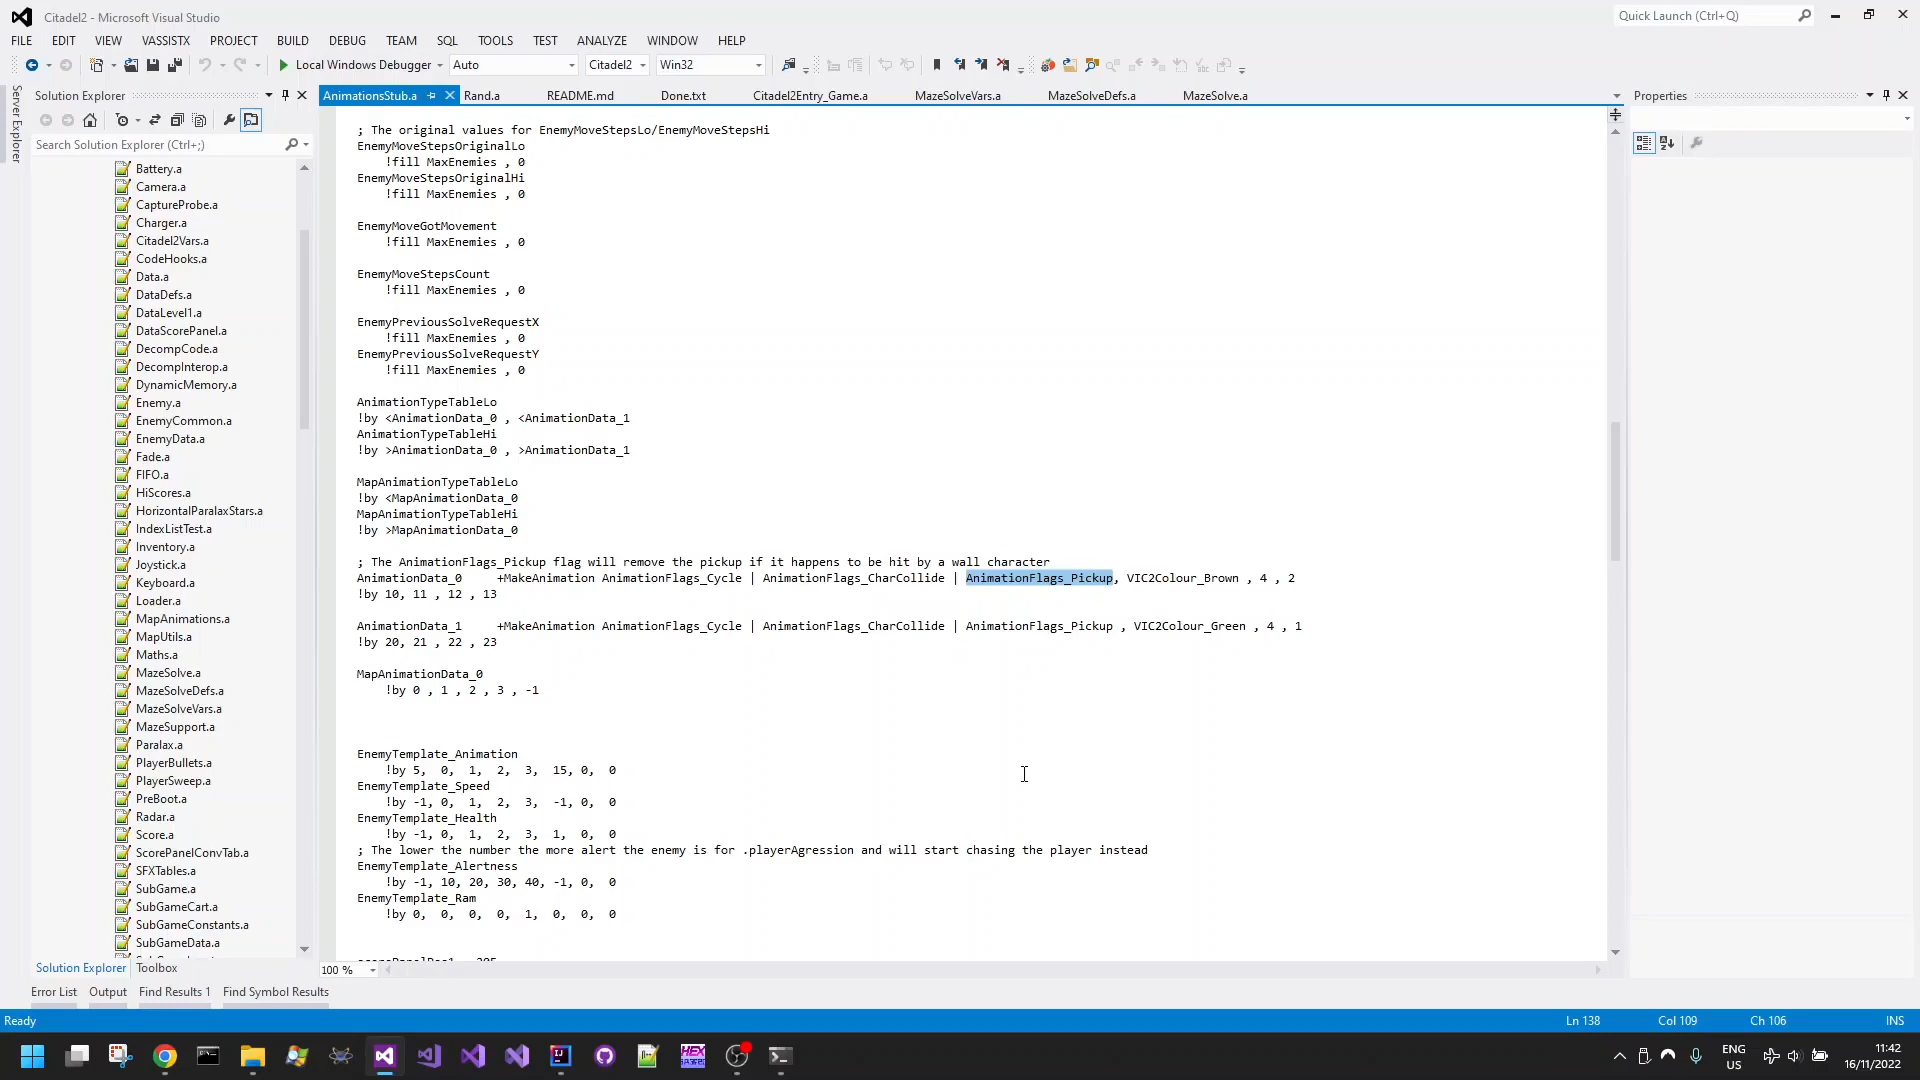 Citadel2 - Microsoft Visual Studio
Quick Launch (Ctrl+Q)
FILE EDIT VIEW VASSISTX PROJECT BUILD DEBUG TEAM SQL TOOLS TEST ANALYZE WINDOW HELP
Local Windows Debugger Auto Citadel2 Win32
Server Explorer
Solution Explorer
Search Solution Explorer (Ctrl+;)
Battery.a
Camera.a
CaptureProbe.a
Charger.a
Citadel2Vars.a
CodeHooks.a
Data.a
DataDefs.a
DataLevel1.a
DataScorePanel.a
DecompCode.a
DecompInterop.a
DynamicMemory.a
Enemy.a
EnemyCommon.a
EnemyData.a
Fade.a
FIFO.a
HiScores.a
HorizontalParalaxStars.a
IndexListTest.a
Inventory.a
Joystick.a
Keyboard.a
Loader.a
MapAnimations.a
MapUtils.a
Maths.a
MazeSolve.a
MazeSolveDefs.a
MazeSolveVars.a
MazeSupport.a
Paralax.a
PlayerBullets.a
PlayerSweep.a
PreBoot.a
Radar.a
Score.a
ScorePanelConvTab.a
SFXTables.a
SubGame.a
SubGameCart.a
SubGameConstants.a
SubGameData.a
Solution Explorer Toolbox
AnimationsStub.a Rand.a README.md Done.txt Citadel2Entry_Game.a MazeSolveVars.a MazeSolveDefs.a MazeSolve.a
; The original values for EnemyMoveStepsLo/EnemyMoveStepsHi
EnemyMoveStepsOriginalLo
!fill MaxEnemies , 0
EnemyMoveStepsOriginalHi
!fill MaxEnemies , 0
EnemyMoveGotMovement
!fill MaxEnemies , 0
EnemyMoveStepsCount
!fill MaxEnemies , 0
EnemyPreviousSolveRequestX
!fill MaxEnemies , 0
EnemyPreviousSolveRequestY
!fill MaxEnemies , 0
AnimationTypeTableLo
!by <AnimationData_0 , <AnimationData_1
AnimationTypeTableHi
!by >AnimationData_0 , >AnimationData_1
MapAnimationTypeTableLo
!by <MapAnimationData_0
MapAnimationTypeTableHi
!by >MapAnimationData_0
; The AnimationFlags_Pickup flag will remove the pickup if it happens to be hit by a wall character
AnimationData_0 +MakeAnimation AnimationFlags_Cycle | AnimationFlags_CharCollide | AnimationFlags_Pickup, VIC2Colour_Brown , 4 , 2
!by 10, 11 , 12 , 13
AnimationData_1 +MakeAnimation AnimationFlags_Cycle | AnimationFlags_CharCollide | AnimationFlags_Pickup , VIC2Colour_Green , 4 , 1
!by 20, 21 , 22 , 23
MapAnimationData_0
!by 0 , 1 , 2 , 3 , -1
EnemyTemplate_Animation
!by 5, 0, 1, 2, 3, 15, 0, 0
EnemyTemplate_Speed
!by -1, 0, 1, 2, 3, -1, 0, 0
EnemyTemplate_Health
!by -1, 0, 1, 2, 3, 1, 0, 0
; The lower the number the more alert the enemy is for .playerAgression and will start chasing the player instead
EnemyTemplate_Alertness
!by -1, 10, 20, 30, 40, -1, 0, 0
EnemyTemplate_Ram
!by 0, 0, 0, 0, 1, 0, 0, 0
100 %
Properties
Error List Output Find Results 1 Find Symbol Results
Ready
Ln 138 Col 109 Ch 106 INS
HEX
ENG
US
11:42
16/11/2022